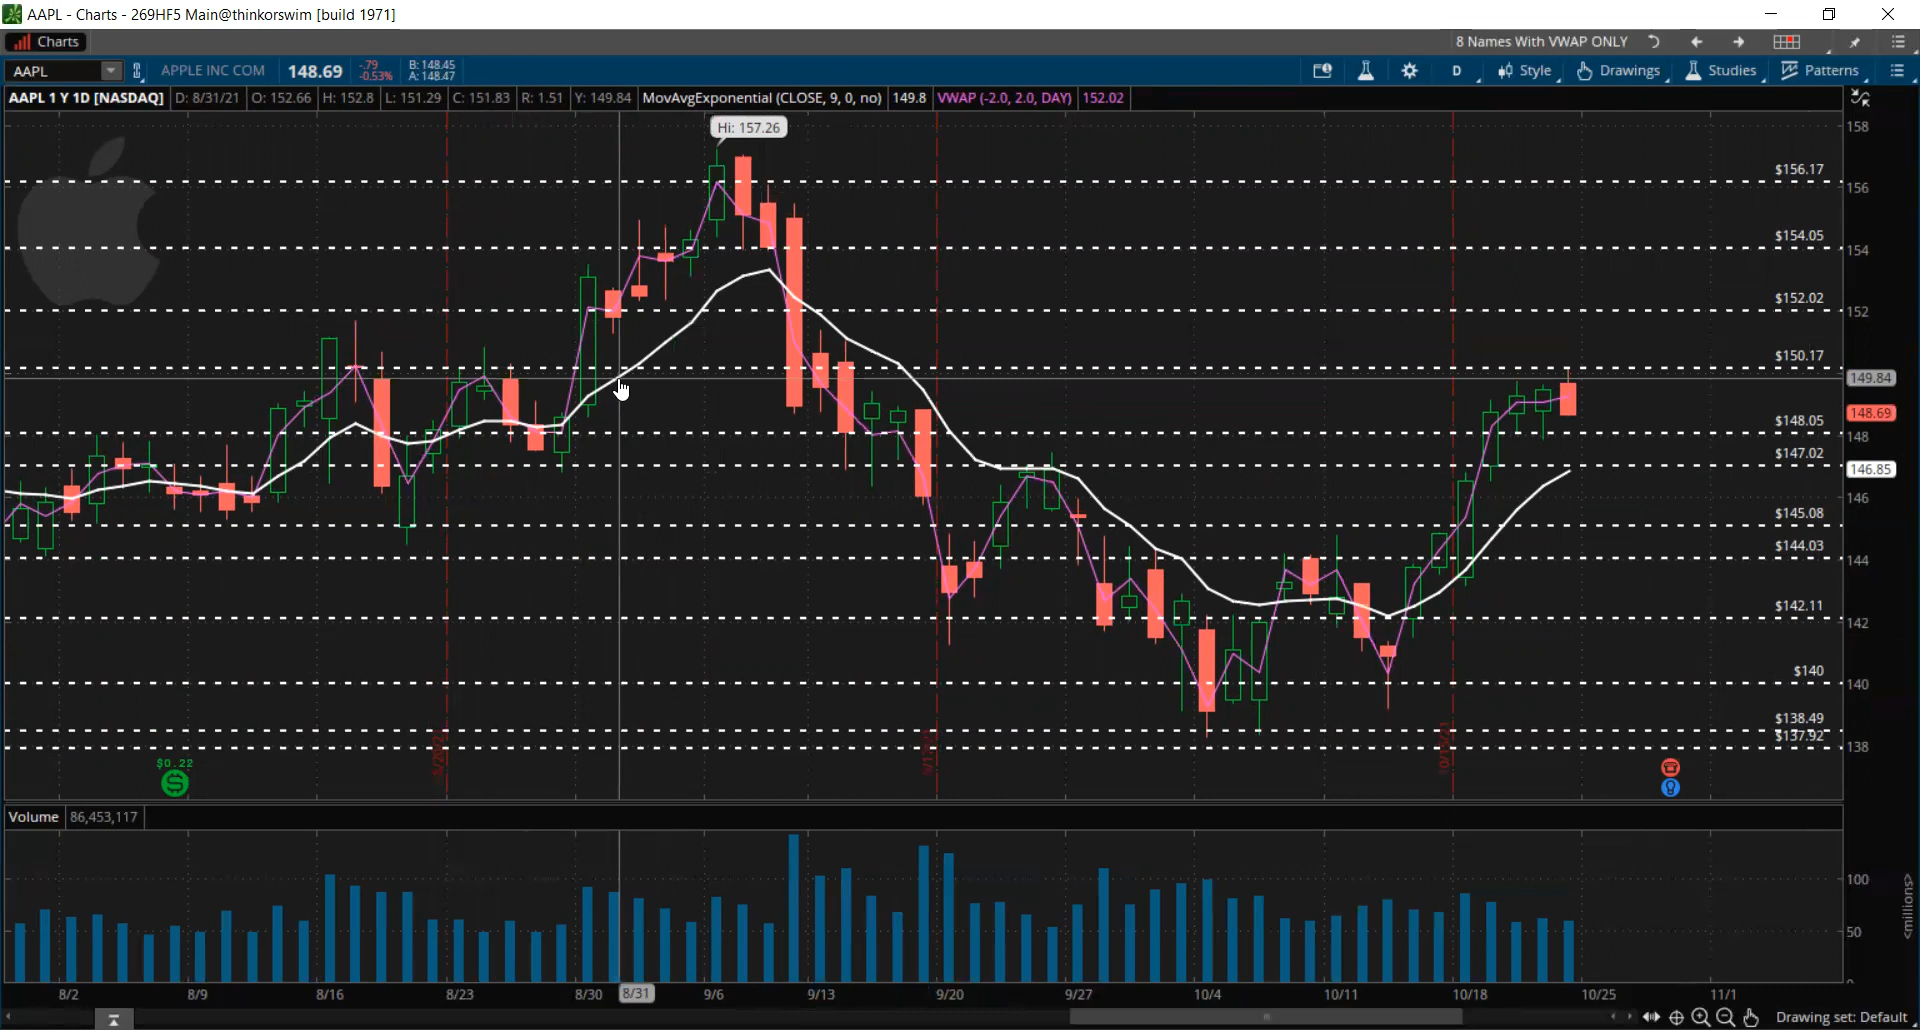 AAPL - Charts - 269HF5 Main@thinkorswim [build 1971]
Charts
8 Names With VWAP ONLY
AAPL
APPLE INC COM
148.69
-.79
-0.53%
B: 148.45
A: 148.47
D
Style
Drawings
Studies
Patterns
AAPL 1 Y 1D [NASDAQ]
D: 8/31/21
O: 152.66
H: 152.8
L: 151.29
C: 151.83
R: 1.51
Y: 149.84
MovAvgExponential (CLOSE, 9, 0, no)
149.8
VWAP (-2.0, 2.0, DAY)
152.02
Hi: 157.26
158
$156.17
156
$154.05
154
$152.02
152
$150.17
149.84
148.69
$148.05
148
$147.02
146.85
146
$145.08
$144.03
144
$142.11
142
$140
140
$138.49
$137.92
138
$0.22
$
Volume
86,453,117
100
50
<millions>
8/2
8/9
8/16
8/23
8/30
8/31
9/6
9/13
9/20
9/27
10/4
10/11
10/18
10/25
11/1
Drawing set: Default